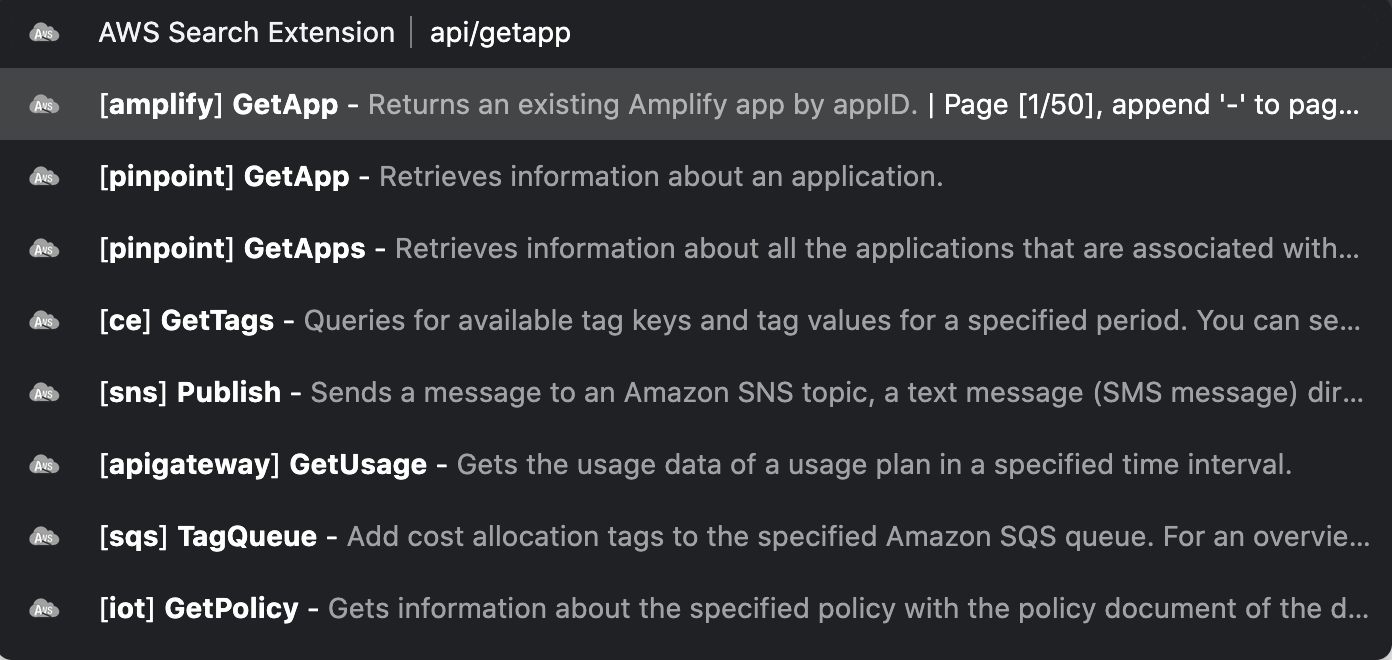 AWS AWS Search Extension | api/getapp
AWS [amplify] GetApp - Returns an existing Amplify app by appID. | Page [1/50], append '-' to pag...
AWS [pinpoint] GetApp - Retrieves information about an application.
AWS [pinpoint] GetApps - Retrieves information about all the applications that are associated with...
AWS [ce] GetTags - Queries for available tag keys and tag values for a specified period. You can se...
AWS [sns] Publish - Sends a message to an Amazon SNS topic, a text message (SMS message) dir...
AWS [apigateway] GetUsage - Gets the usage data of a usage plan in a specified time interval.
AWS [sqs] TagQueue - Add cost allocation tags to the specified Amazon SQS queue. For an overvie...
AWS [iot] GetPolicy - Gets information about the specified policy with the policy document of the d...